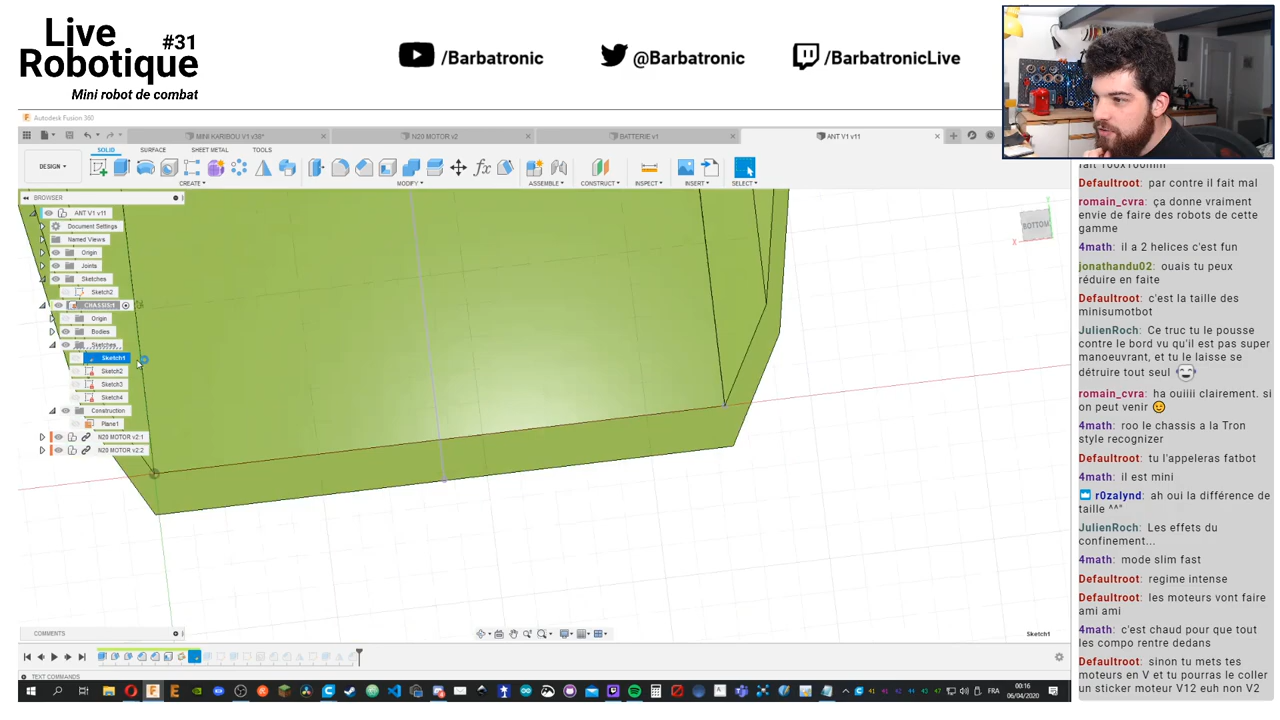 Live
Robotique #31
Mini robot de combat
/Barbatronic
@Barbatronic
/BarbatronicLive
Autodesk Fusion 360
MINI KARIBOU V1 v38*
N20 MOTOR v2
BATTERIE v1
ANT V1 v11
SOLID SURFACE SHEET METAL TOOLS
DESIGN
CREATE MODIFY ASSEMBLE CONSTRUCT INSPECT INSERT SELECT
BROWSER
ANT V1 v11
Document Settings
Named Views
Origin
Joints
Sketches
Sketch2
CHASSIS:1
Origin
Bodies
Sketches
Sketch1
Sketch2
Sketch3
Sketch4
Construction
Plane1
N20 MOTOR v2:1
N20 MOTOR v2:2
BOTTOM
X
COMMENTS
Sketch1
TEXT COMMANDS
FRA
00:16
06/04/2020
fait 100x100mm
Defaultroot: par contre il fait mal
romain_cvra: ça donne vraiment
envie de faire des robots de cette
gamme
4math: il a 2 helices c'est fun
jonathandu02: ouais tu peux
réduire en faite
Defaultroot: c'est la taille des
minisumotbot
JulienRoch: Ce truc tu le pousse
contre le bord vu qu'il est pas super
manoeuvrant, et tu le laisse se
détruire tout seul
romain_cvra: ha ouiiii clairement. si
on peut venir
4math: roo le chassis a la Tron
style recognizer
Defaultroot: tu l'appeleras fatbot
4math: il est mini
r0zalynd: ah oui la différence de
taille ^^"
JulienRoch: Les effets du
confinement...
4math: mode slim fast
Defaultroot: regime intense
Defaultroot: les moteurs vont faire
ami ami
4math: c'est chaud pour que tout
les compo rentre dedans
Defaultroot: sinon tu mets tes
moteurs en V et tu pourras le coller
un sticker moteur V12 euh non V2